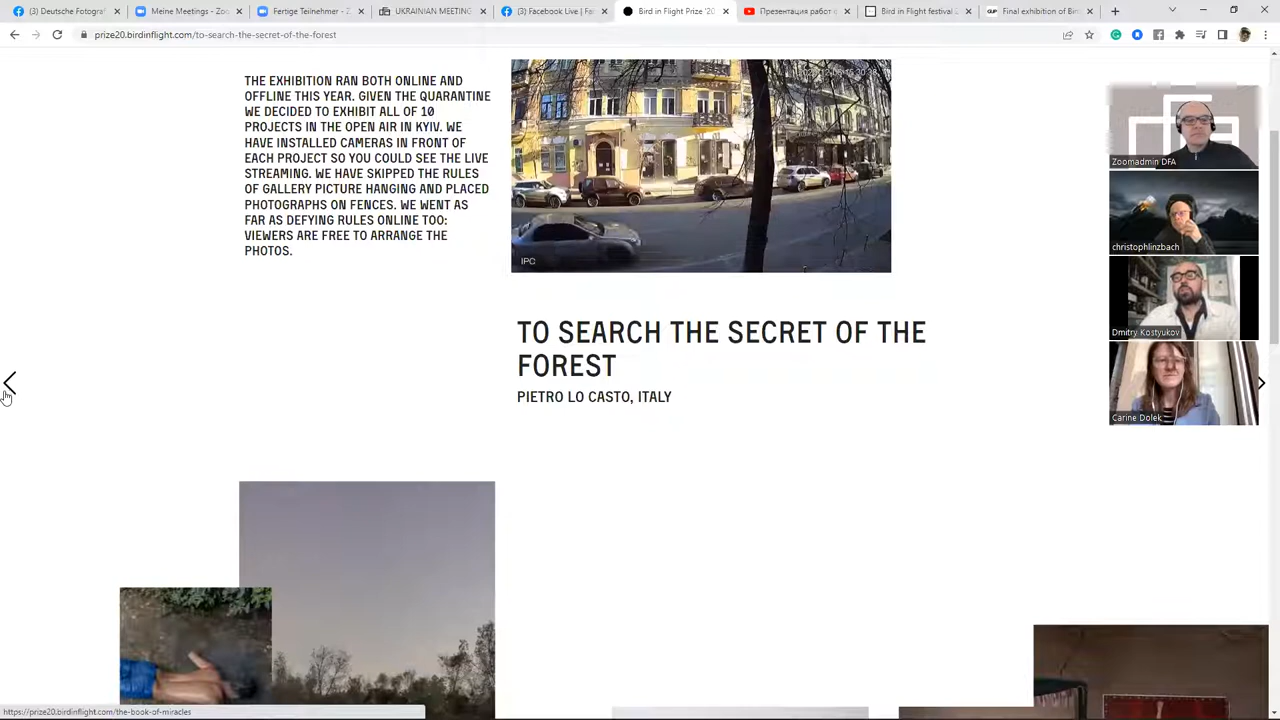 (3) Deutsche Fotograf
Meine Meetings - Zoo
Fertige Teilnehmer - Z
UKRAINIAN MEETING
(3) Facebook Live | Fa
Bird in Flight Prize '20
Презентация работ
Bird in Flight festival
Final exhibition of Bir
prize20.birdinflight.com/to-search-the-secret-of-the-forest
THE EXHIBITION RAN BOTH ONLINE AND
OFFLINE THIS YEAR. GIVEN THE QUARANTINE
WE DECIDED TO EXHIBIT ALL OF 10
PROJECTS IN THE OPEN AIR IN KYIV. WE
HAVE INSTALLED CAMERAS IN FRONT OF
EACH PROJECT SO YOU COULD SEE THE LIVE
STREAMING. WE HAVE SKIPPED THE RULES
OF GALLERY PICTURE HANGING AND PLACED
PHOTOGRAPHS ON FENCES. WE WENT AS
FAR AS DEFYING RULES ONLINE TOO:
VIEWERS ARE FREE TO ARRANGE THE
PHOTOS.
IPC
TO SEARCH THE SECRET OF THE
FOREST
PIETRO LO CASTO, ITALY
Zoomadmin DFA
christophlinzbach
Dmitry Kostyukov
Carine Dolek
https://prize20.birdinflight.com/the-book-of-miracles